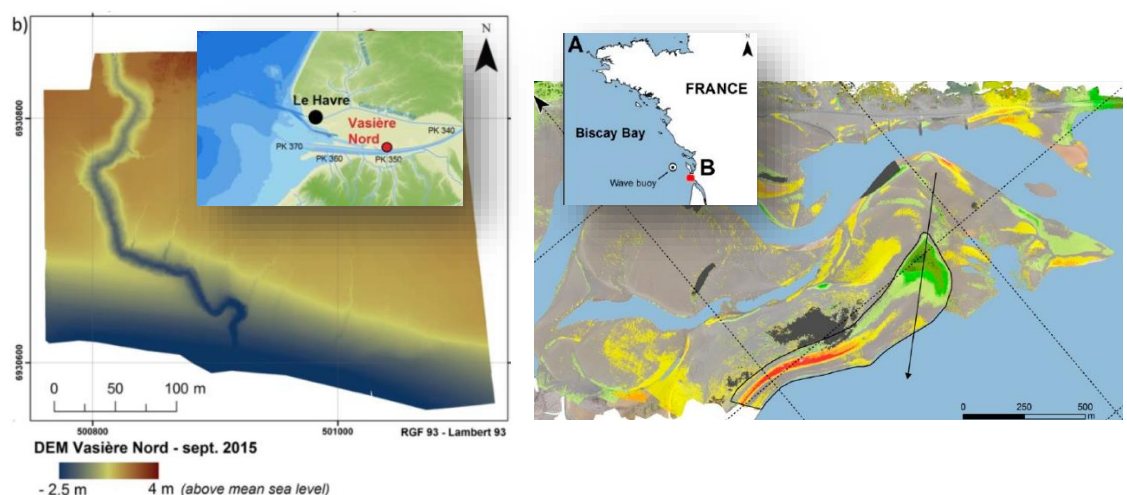 b)
N
Le Havre
Vasière
Nord
PK 370
PK 360
PK 350
PK 340
6930800
6930600
0 50 100 m
500800
501000
RGF 93 - Lambert 93
DEM Vasière Nord - sept. 2015
- 2.5 m
4 m (above mean sea level)
A
N
FRANCE
Biscay Bay
B
Wave buoy
0 250 500
m